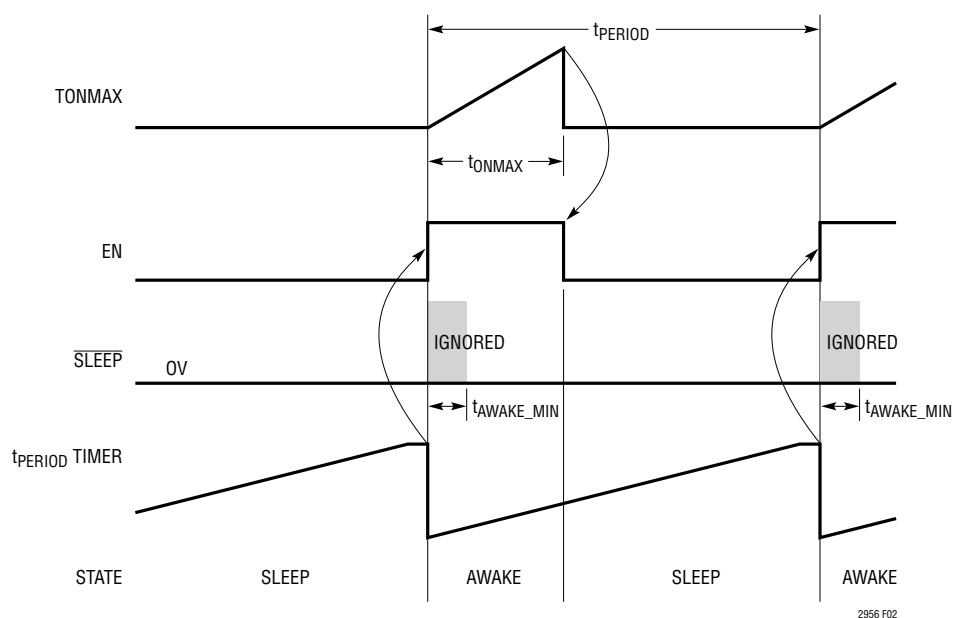 tPERIOD
TONMAX
tONMAX
EN
IGNORED IGNORED
SLEEP 0V
tAWAKE_MIN tAWAKE_MIN
tPERIOD TIMER
STATE SLEEP AWAKE SLEEP AWAKE
2956 F02